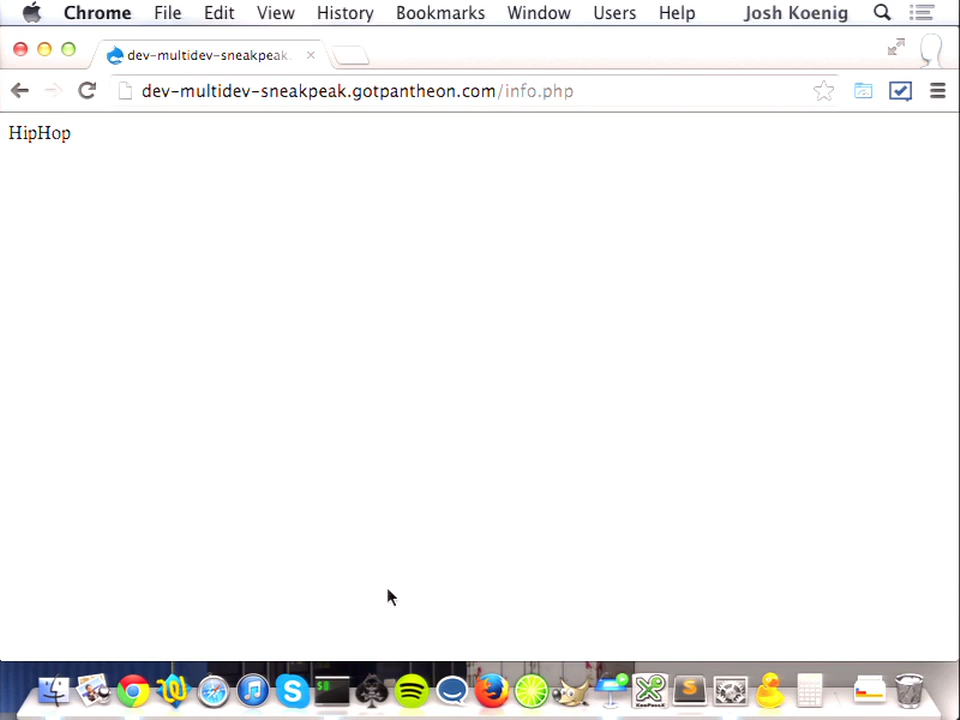 Chrome File Edit View History Bookmarks Window Users Help Josh Koenig
dev-multidev-sneakpeak.
dev-multidev-sneakpeak.gotpantheon.com/info.php
HipHop